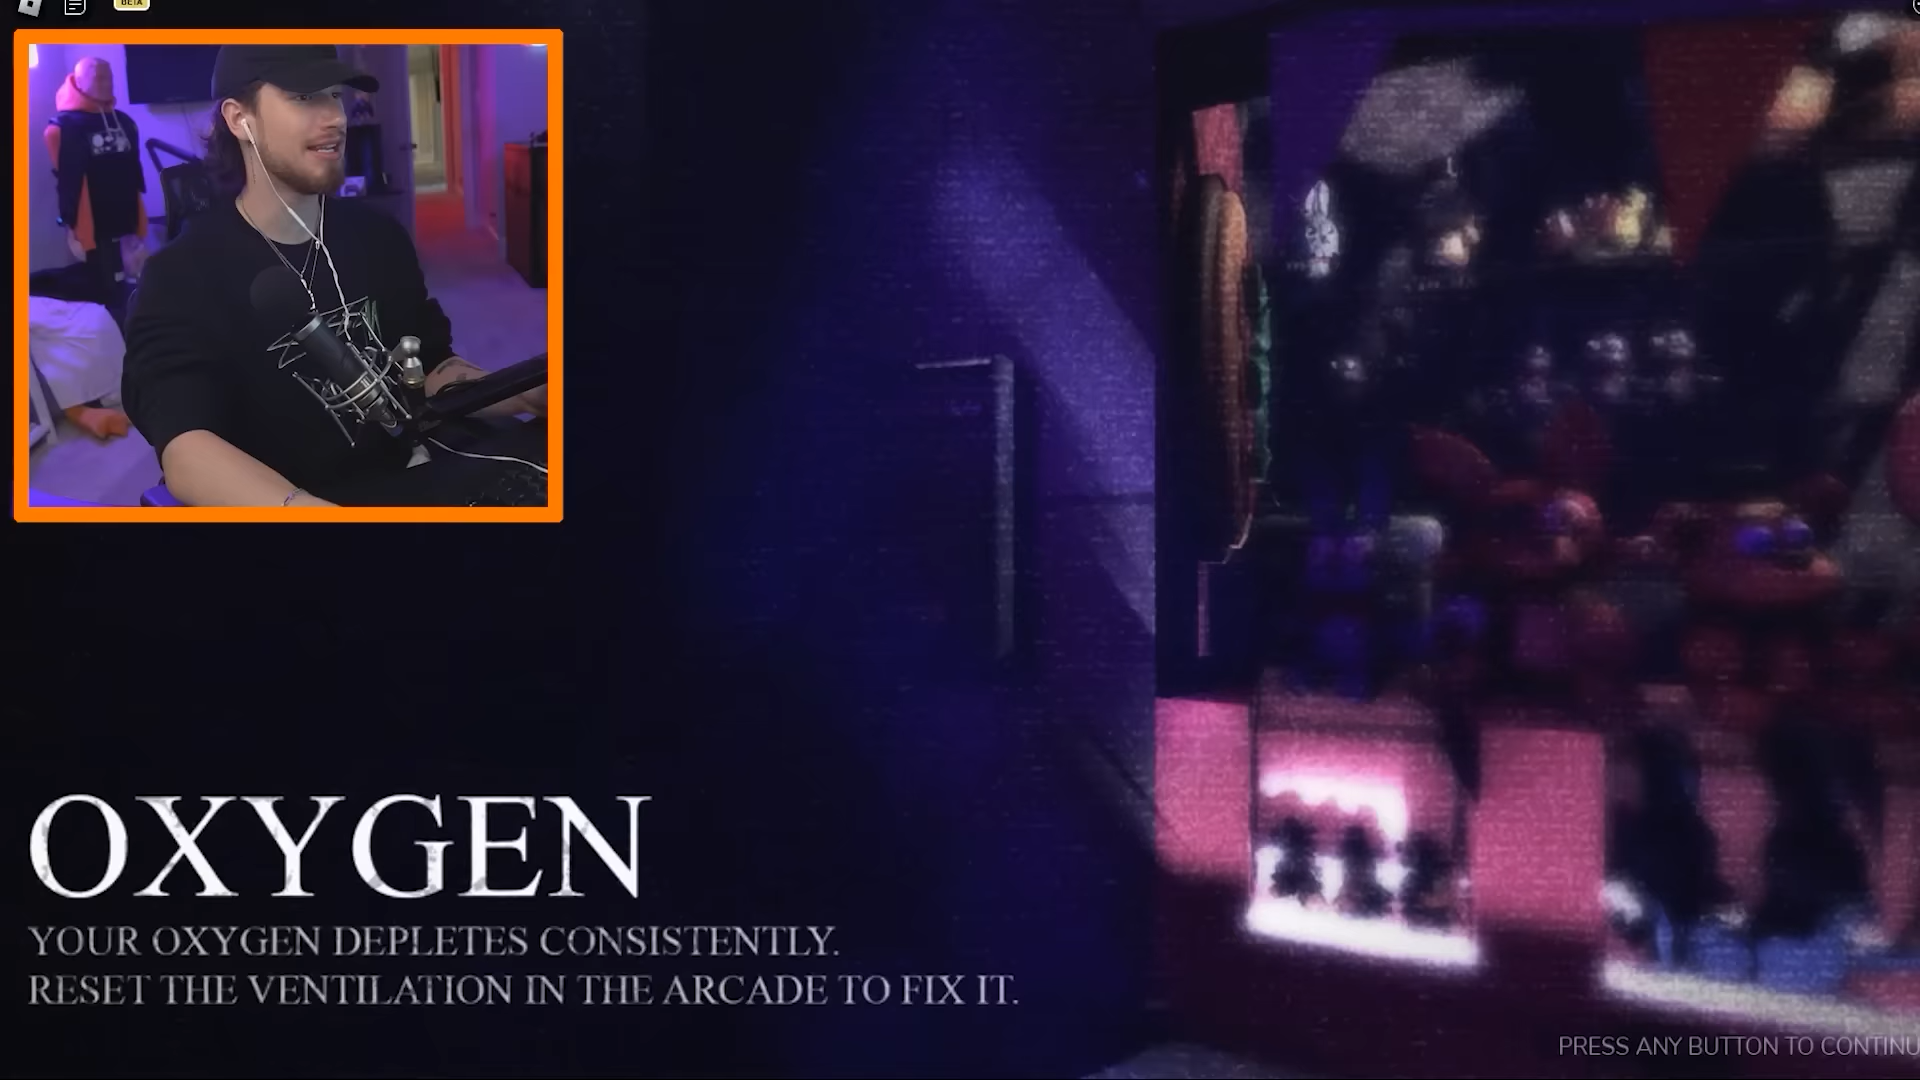 BETA
OXYGEN
YOUR OXYGEN DEPLETES CONSISTENTLY.
RESET THE VENTILATION IN THE ARCADE TO FIX IT.
PRESS ANY BUTTON TO CONTINU